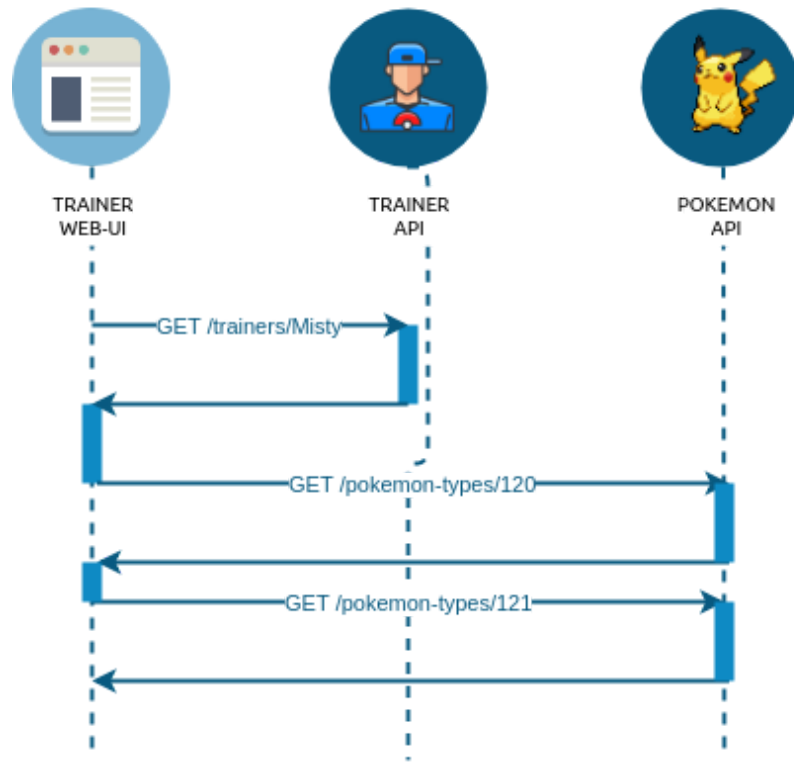 TRAINER
WEB-UI
TRAINER
API
POKEMON
API
GET /trainers/Misty
GET /pokemon-types/120
GET /pokemon-types/121